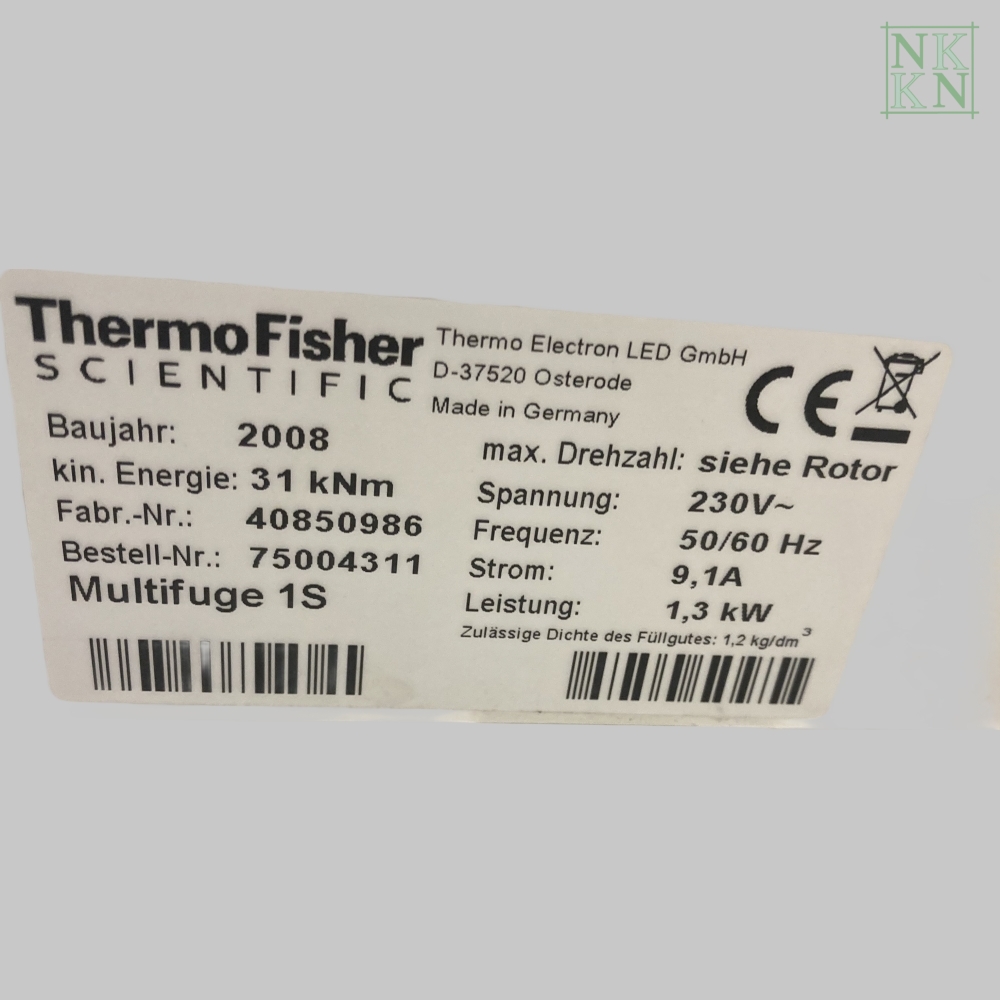 NK
KN
ThermoFisher
SCIENTIFIC
Thermo Electron LED GmbH
D-37520 Osterode
Made in Germany
CE
Baujahr: 2008
kin. Energie: 31 kNm
Fabr.-Nr.: 40850986
Bestell-Nr.: 75004311
Multifuge 1S
max. Drehzahl: siehe Rotor
Spannung: 230V~
Frequenz: 50/60 Hz
Strom: 9,1A
Leistung: 1,3 kW
Zulässige Dichte des Füllgutes: 1,2 kg/dm³